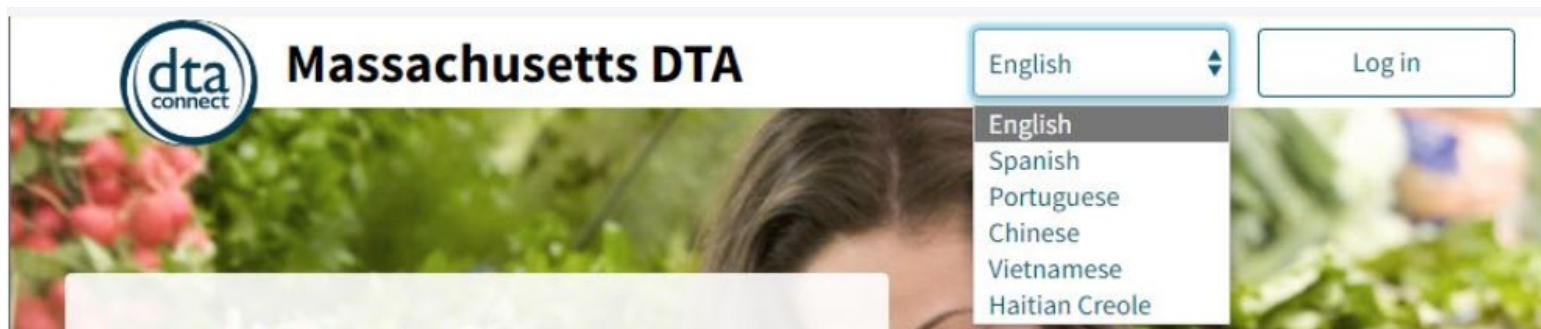 dta
connect
Massachusetts DTA
English
Log in
English
Spanish
Portuguese
Chinese
Vietnamese
Haitian Creole